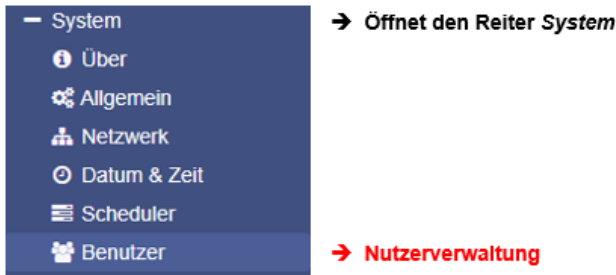 System → Öffnet den Reiter System
Über
Allgemein
Netzwerk
Datum & Zeit
Scheduler
Benutzer → Nutzerverwaltung